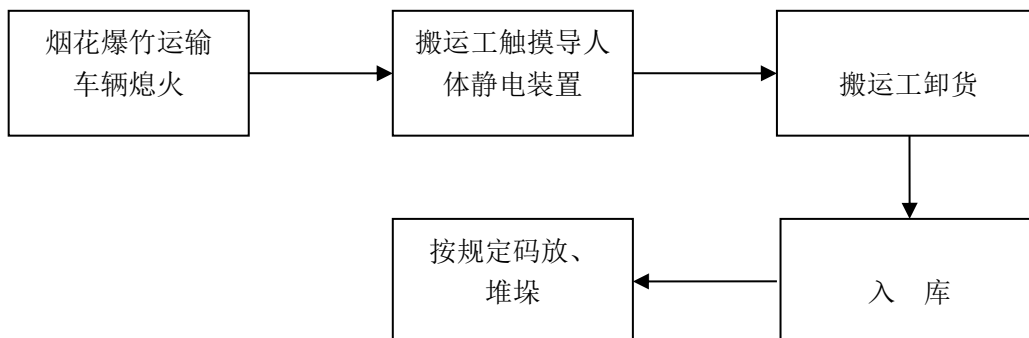 烟花爆竹运输
车辆熄火
搬运工触摸导人
体静电装置
搬运工卸货
入 库
按规定码放、
堆垛